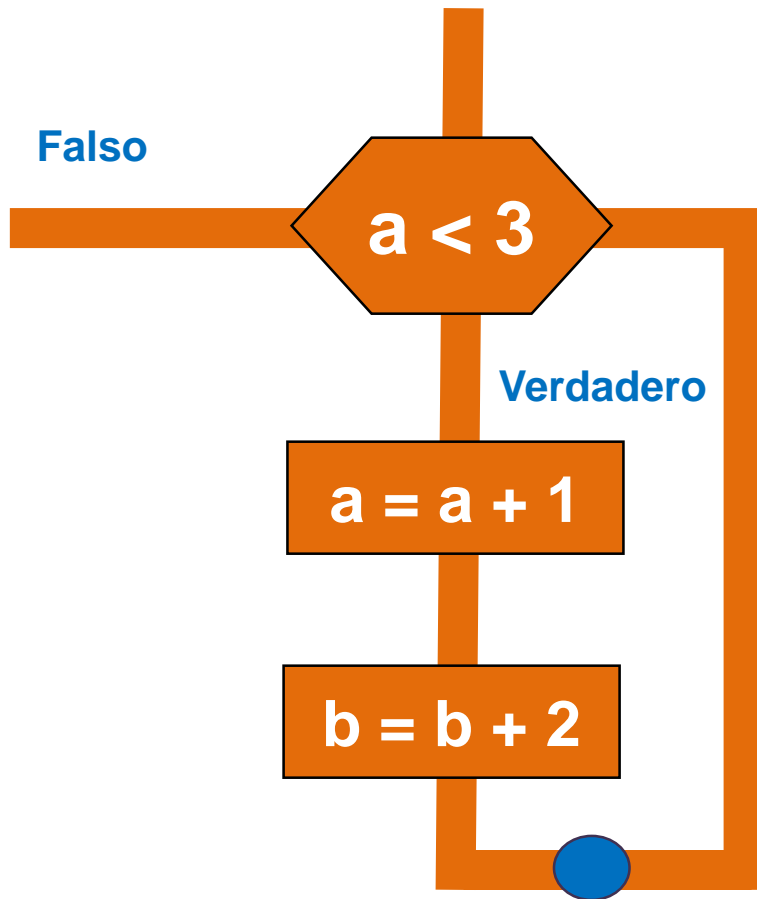 Falso
a < 3
Verdadero
a = a + 1
b = b + 2